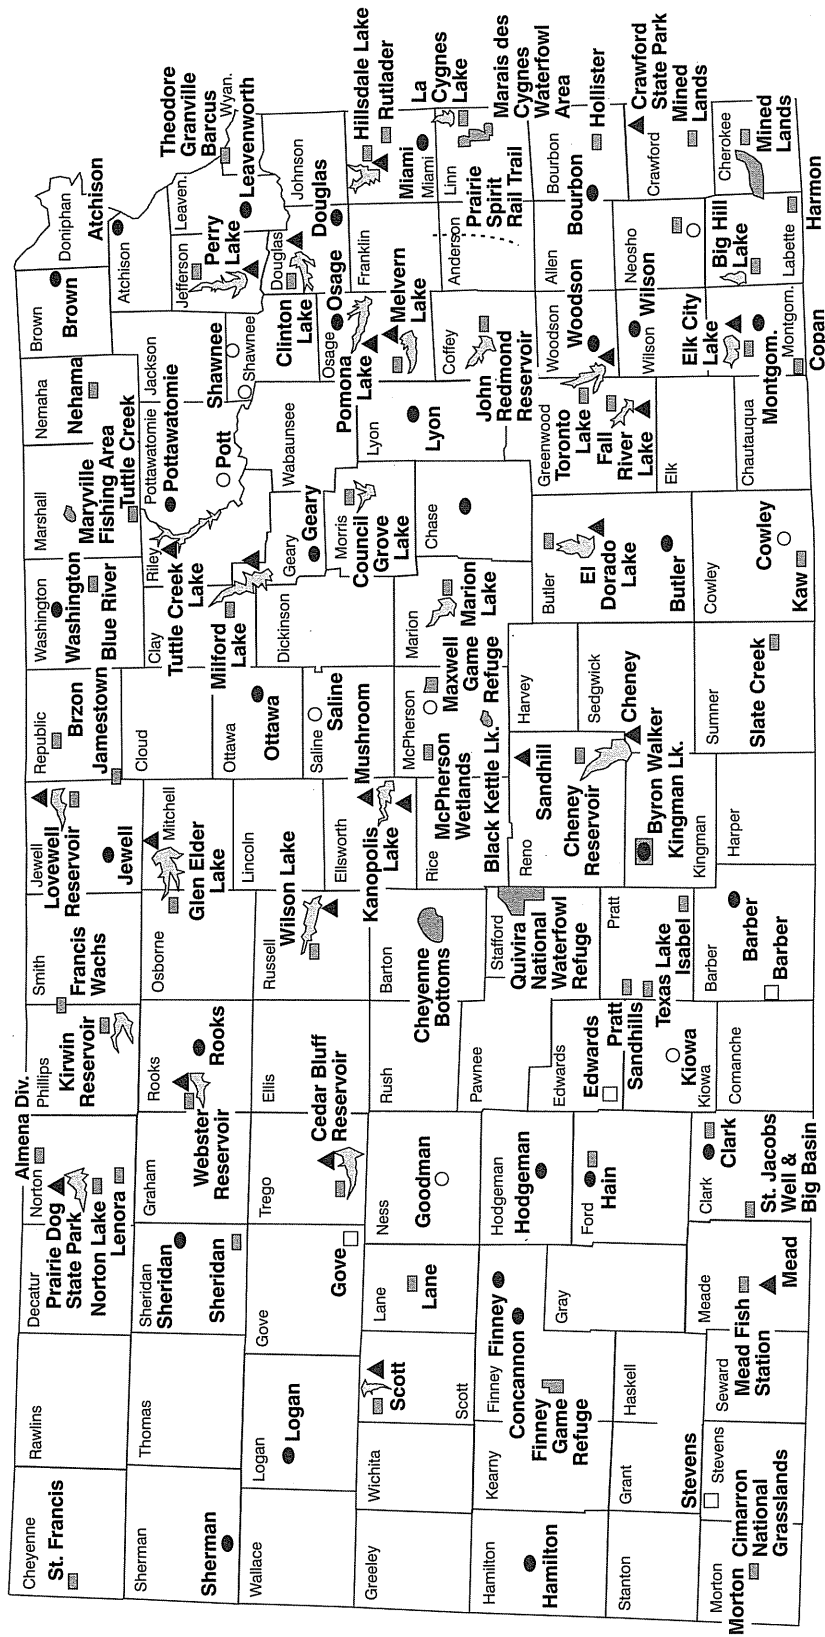 Cheyenne
St. Francis
Rawlins
Decatur
Prairie Dog
State Park
Norton Lake
Lenora
Norton
Almena Div.
Phillips
Kirwin
Reservoir
Smith
Francis
Wachs
Jewell
Lovewell
Reservoir
Jewell
Republic
Brzon
Jamestown
Washington
Washington
Blue River
Marshall
Maryville
Fishing Area
Tuttle Creek
Nemaha
Nehama
Brown
Brown
Doniphan
Atchison
Atchison
Sherman
Sherman
Thomas
Sheridan
Sheridan
Sheridan
Graham
Webster
Reservoir
Rooks
Rooks
Osborne
Mitchell
Glen Elder
Lake
Cloud
Clay
Riley
Tuttle Creek
Lake
Pottawatomie
Pottawatomie
Pott
Jackson
Shawnee
Shawnee
Jefferson
Perry
Lake
Leaven.
Leavenworth
Theodore
Granville
Barcus
Wyan.
Wallace
Logan
Logan
Gove
Gove
Trego
Cedar Bluff
Reservoir
Ellis
Russell
Wilson Lake
Lincoln
Ottawa
Ottawa
Milford
Lake
Dickinson
Geary
Geary
Wabaunsee
Douglas
Douglas
Clinton
Lake
Johnson
Saline
Saline
Ellsworth
Mushroom
Kanopolis
Lake
Morris
Council
Grove
Lake
Osage
Osage
Pomona
Lake
Melvern
Lake
Franklin
Hillsdale Lake
Rutlader
Miami
Miami
Greeley
Wichita
Scott
Scott
Lane
Lane
Ness
Goodman
Rush
Barton
Cheyenne
Bottoms
Rice
McPherson
McPherson
Wetlands
Maxwell
Game
Refuge
Black Kettle Lk.
Marion
Marion
Lake
Chase
Lyon
Lyon
Coffey
John
Redmond
Reservoir
Anderson
Prairie
Spirit
Rail Trail
Linn
La
Cygnes
Lake
Marais des
Cygnes
Waterfowl
Area
Hamilton
Hamilton
Kearny
Finney
Finney
Concannon
Finney
Game
Refuge
Gray
Hodgeman
Hodgeman
Pawnee
Edwards
Edwards
Stafford
Quivira
National
Waterfowl
Refuge
Reno
Sandhill
Cheney
Reservoir
Harvey
Sedgwick
Cheney
Butler
El
Dorado
Lake
Butler
Greenwood
Toronto
Lake
Fall
River
Lake
Woodson
Woodson
Allen
Bourbon
Bourbon
Hollister
Stanton
Grant
Haskell
Ford
Hain
Kiowa
Kiowa
Pratt
Pratt
Sandhills
Texas Lake
Isabel
Kingman
Byron Walker
Kingman Lk.
Elk
Wilson
Wilson
Neosho
Crawford
Crawford
State Park
Mined
Lands
Morton
Morton
Cimarron
National
Grasslands
Stevens
Stevens
Seward
Meade
Mead Fish
Station
Mead
Clark
Clark
St. Jacobs
Well &
Big Basin
Comanche
Barber
Barber
Barber
Harper
Sumner
Slate Creek
Cowley
Cowley
Kaw
Chautauqua
Montgom.
Montgom.
Elk City
Lake
Copan
Labette
Big Hill
Lake
Harmon
Cherokee
Mined
Lands